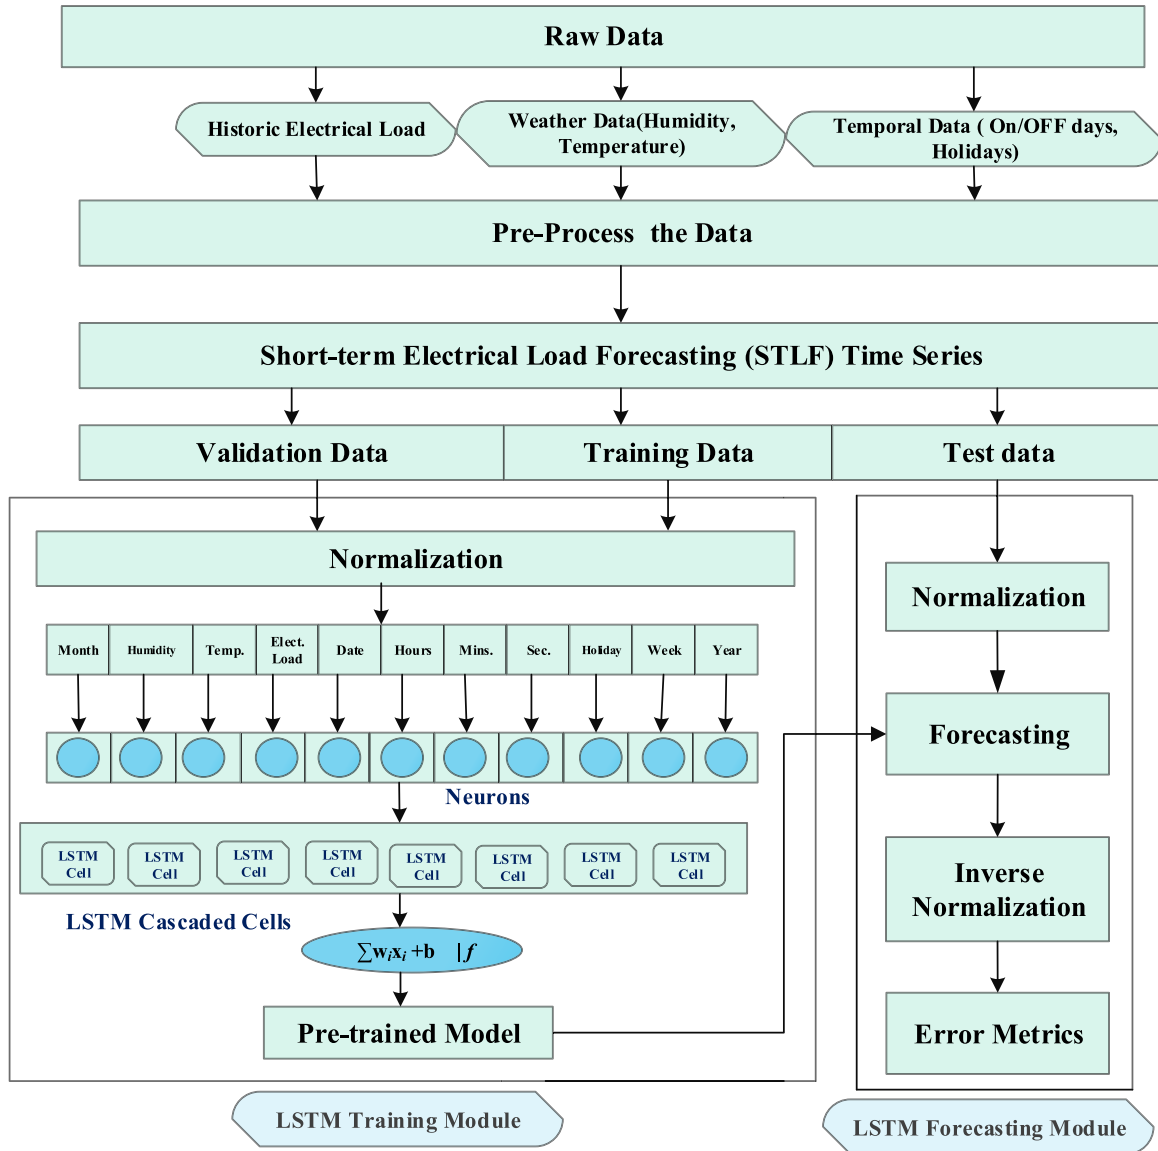 Raw Data
Historic Electrical Load
Weather Data(Humidity,
Temperature)
Temporal Data ( On/OFF days,
Holidays)
Pre-Process the Data
Short-term Electrical Load Forecasting (STLF) Time Series
Validation Data
Training Data
Test data
Normalization
Month
Humidity
Temp.
Elect.
Load
Date
Hours
Mins.
Sec.
Holiday
Week
Year
Neurons
LSTM
Cell
LSTM
Cell
LSTM
Cell
LSTM
Cell
LSTM
Cell
LSTM
Cell
LSTM
Cell
LSTM
Cell
LSTM Cascaded Cells
∑wᵢxᵢ +b | f
Pre-trained Model
LSTM Training Module
Normalization
Forecasting
Inverse
Normalization
Error Metrics
LSTM Forecasting Module